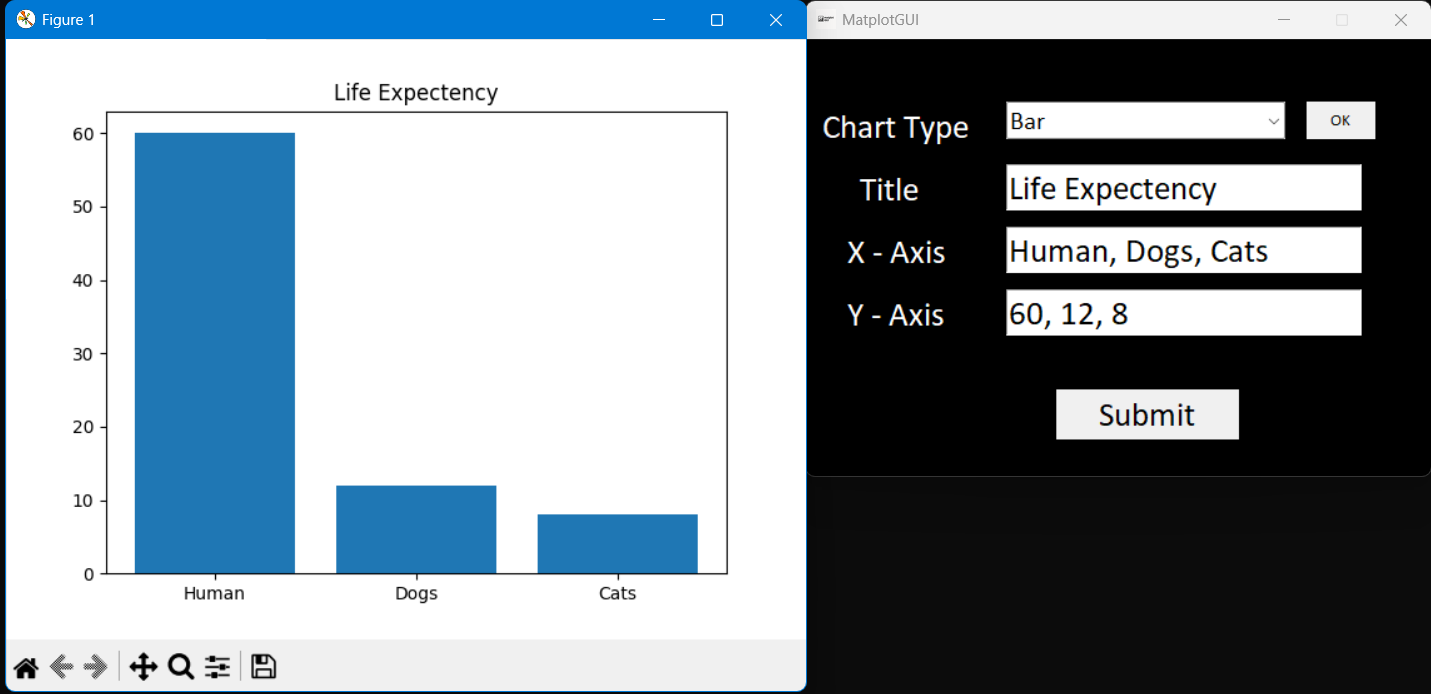 Figure 1
Life Expectency
60
50
40
30
20
10
0
Human Dogs Cats
MatplotGUI
Chart Type Bar OK
Title Life Expectency
X - Axis Human, Dogs, Cats
Y - Axis 60, 12, 8
Submit